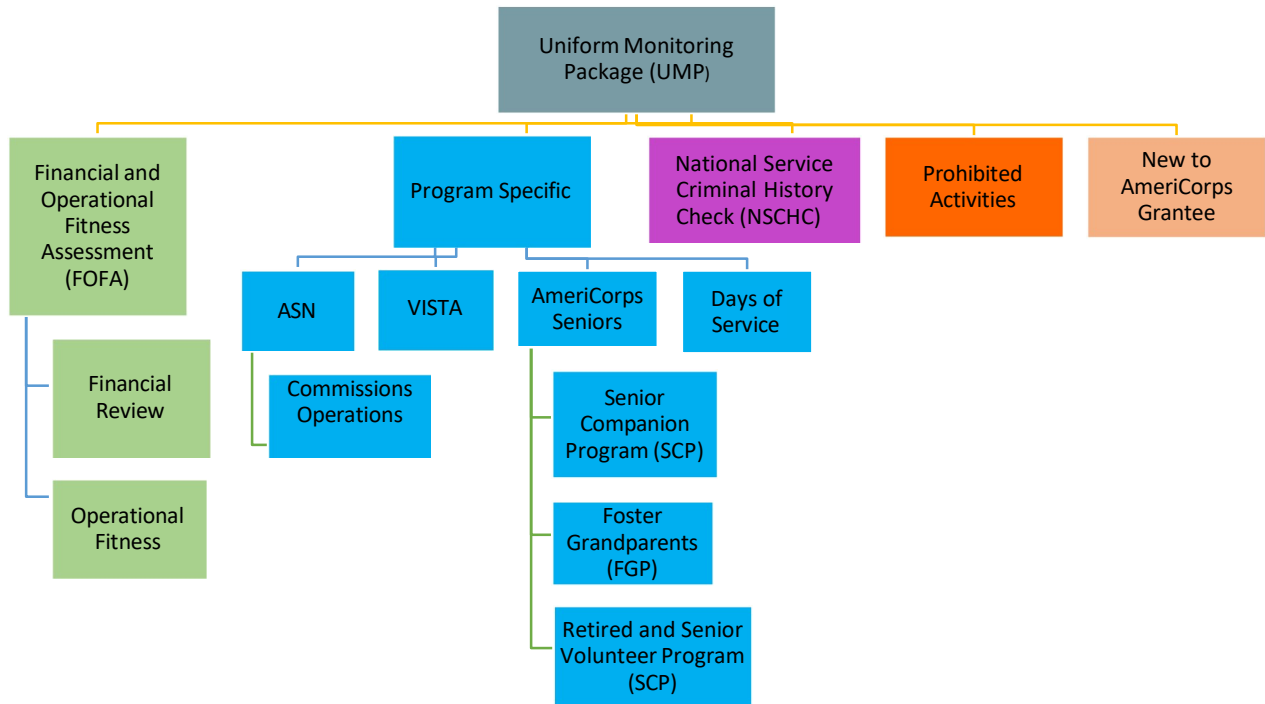 Uniform Monitoring
Package (UMP)
Financial and
Operational
Fitness
Assessment
(FOFA)
Program Specific
National Service
Criminal History
Check (NSCHC)
Prohibited
Activities
New to
AmeriCorps
Grantee
ASN
VISTA
AmeriCorps
Seniors
Days of
Service
Financial
Review
Commissions
Operations
Senior
Companion
Program (SCP)
Operational
Fitness
Foster
Grandparents
(FGP)
Retired and Senior
Volunteer Program
(SCP)